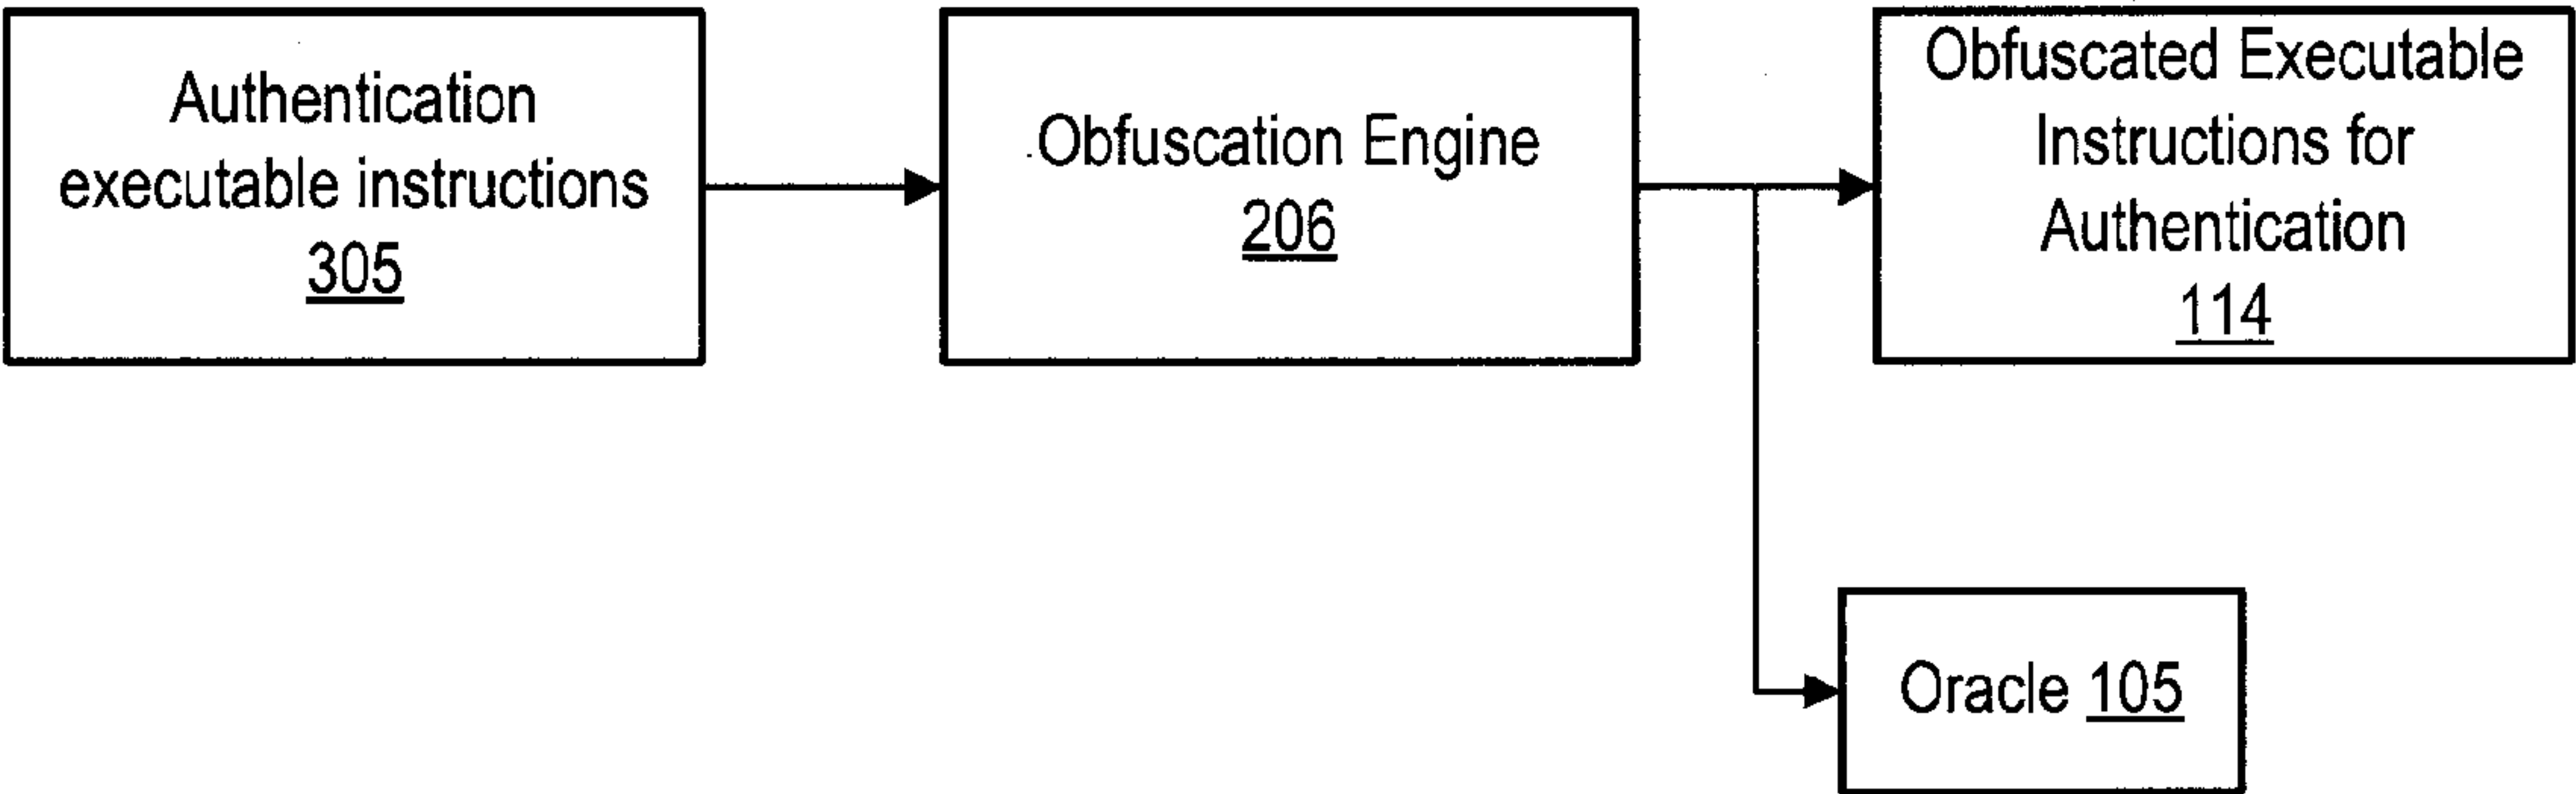 Authentication
executable instructions
305
Obfuscation Engine
206
Obfuscated Executable
Instructions for
Authentication
114
Oracle 105